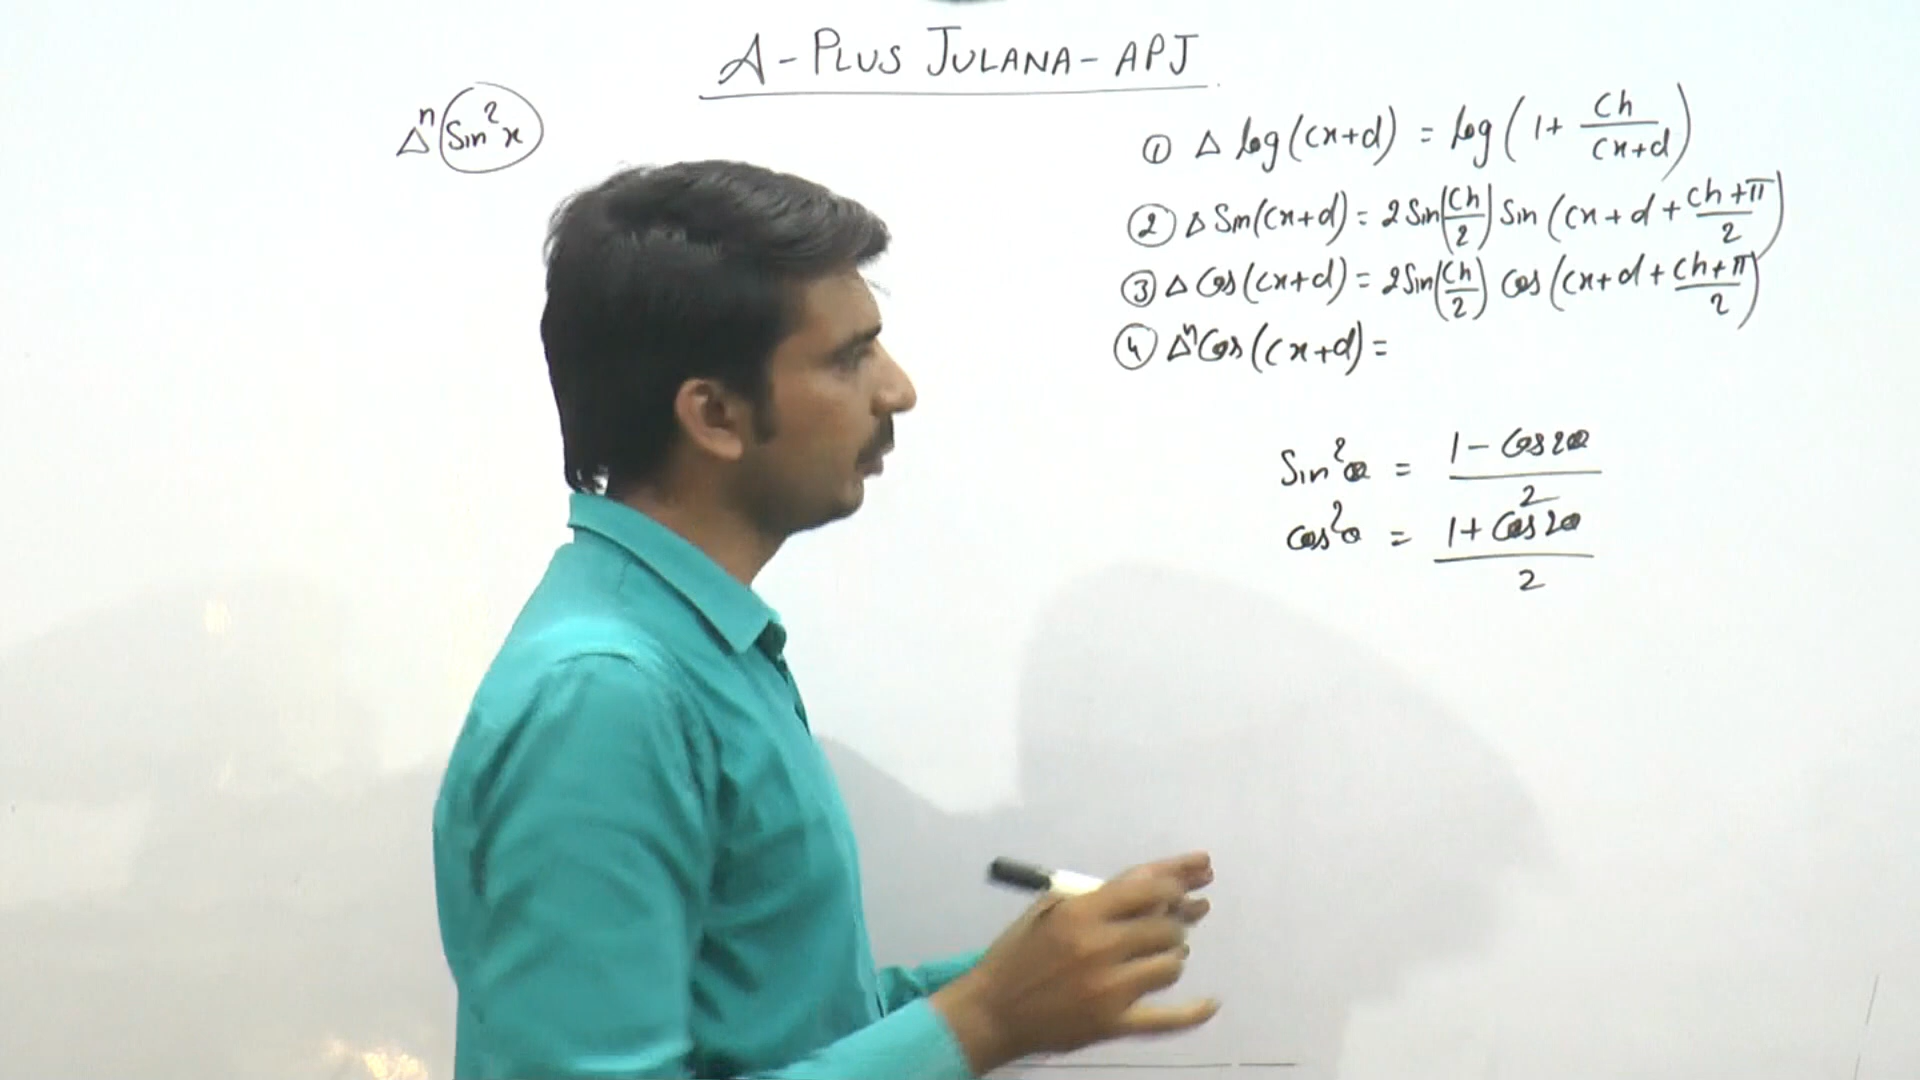 A-PLUS JULANA-APJ
Δⁿ Sin²x
① Δ log(cx+d) = log(1+ ch/(cx+d))
② Δ Sin(cx+d) = 2 Sin(ch/2) Sin(cx+d+(ch+π)/2)
③ Δ Cos(cx+d) = 2 Sin(ch/2) Cos(cx+d+(ch+π)/2)
④ Δⁿ Cos(cx+d) =
Sin²θ = (1-Cos2θ)/2
Cos²θ = (1+Cos2θ)/2